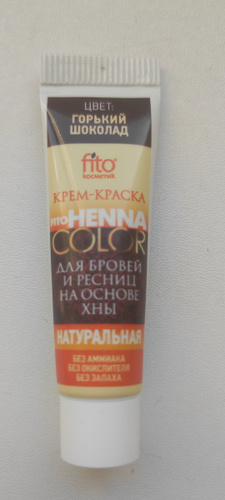 ЦВЕТ:
ГОРЬКИЙ
ШОКОЛАД
fito
косметик
КРЕМ-КРАСКА
FITO HENNA
COLOR
ДЛЯ БРОВЕЙ
И РЕСНИЦ
НА ОСНОВЕ
ХНЫ
НАТУРАЛЬНАЯ
БЕЗ АММИАКА
БЕЗ ОКИСЛИТЕЛЯ
БЕЗ ЗАПАХА